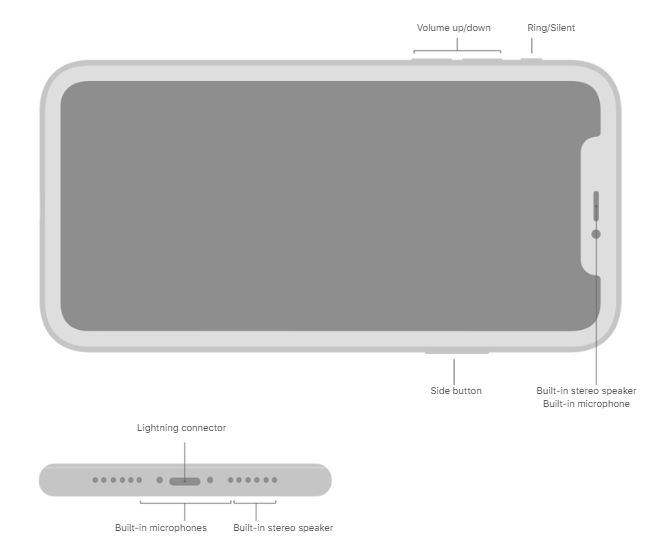 Volume up/down
Ring/Silent
Side button
Built-in stereo speaker
Built-in microphone
Lightning connector
Built-in microphones
Built-in stereo speaker